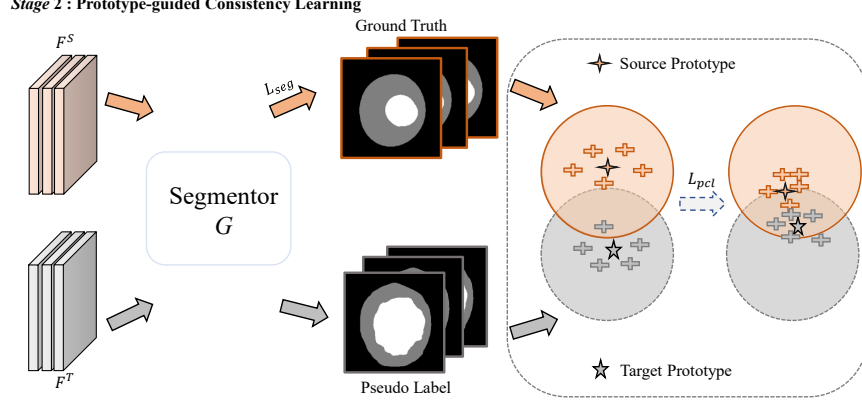 Stage 2 : Prototype-guided Consistency Learning
F^S
Ground Truth
L_seg
Source Prototype
Segmentor
G
L_pcl
F^T
Pseudo Label
Target Prototype